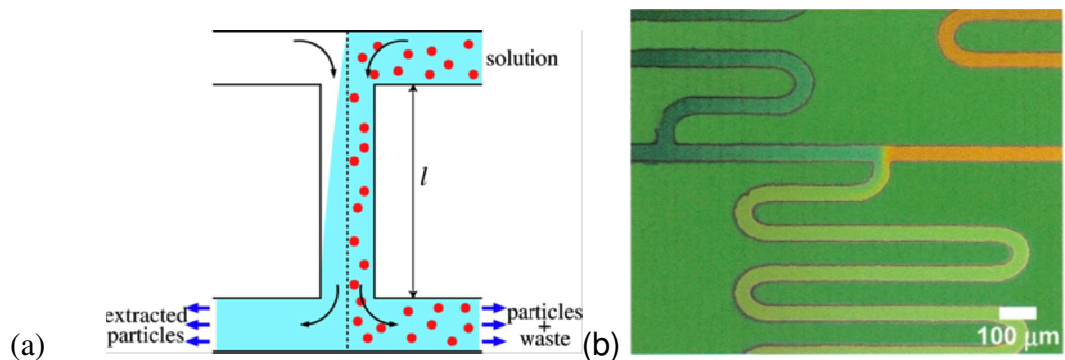 solution
l
extracted
particles
particles
+
waste
(a)
(b)
100 μm